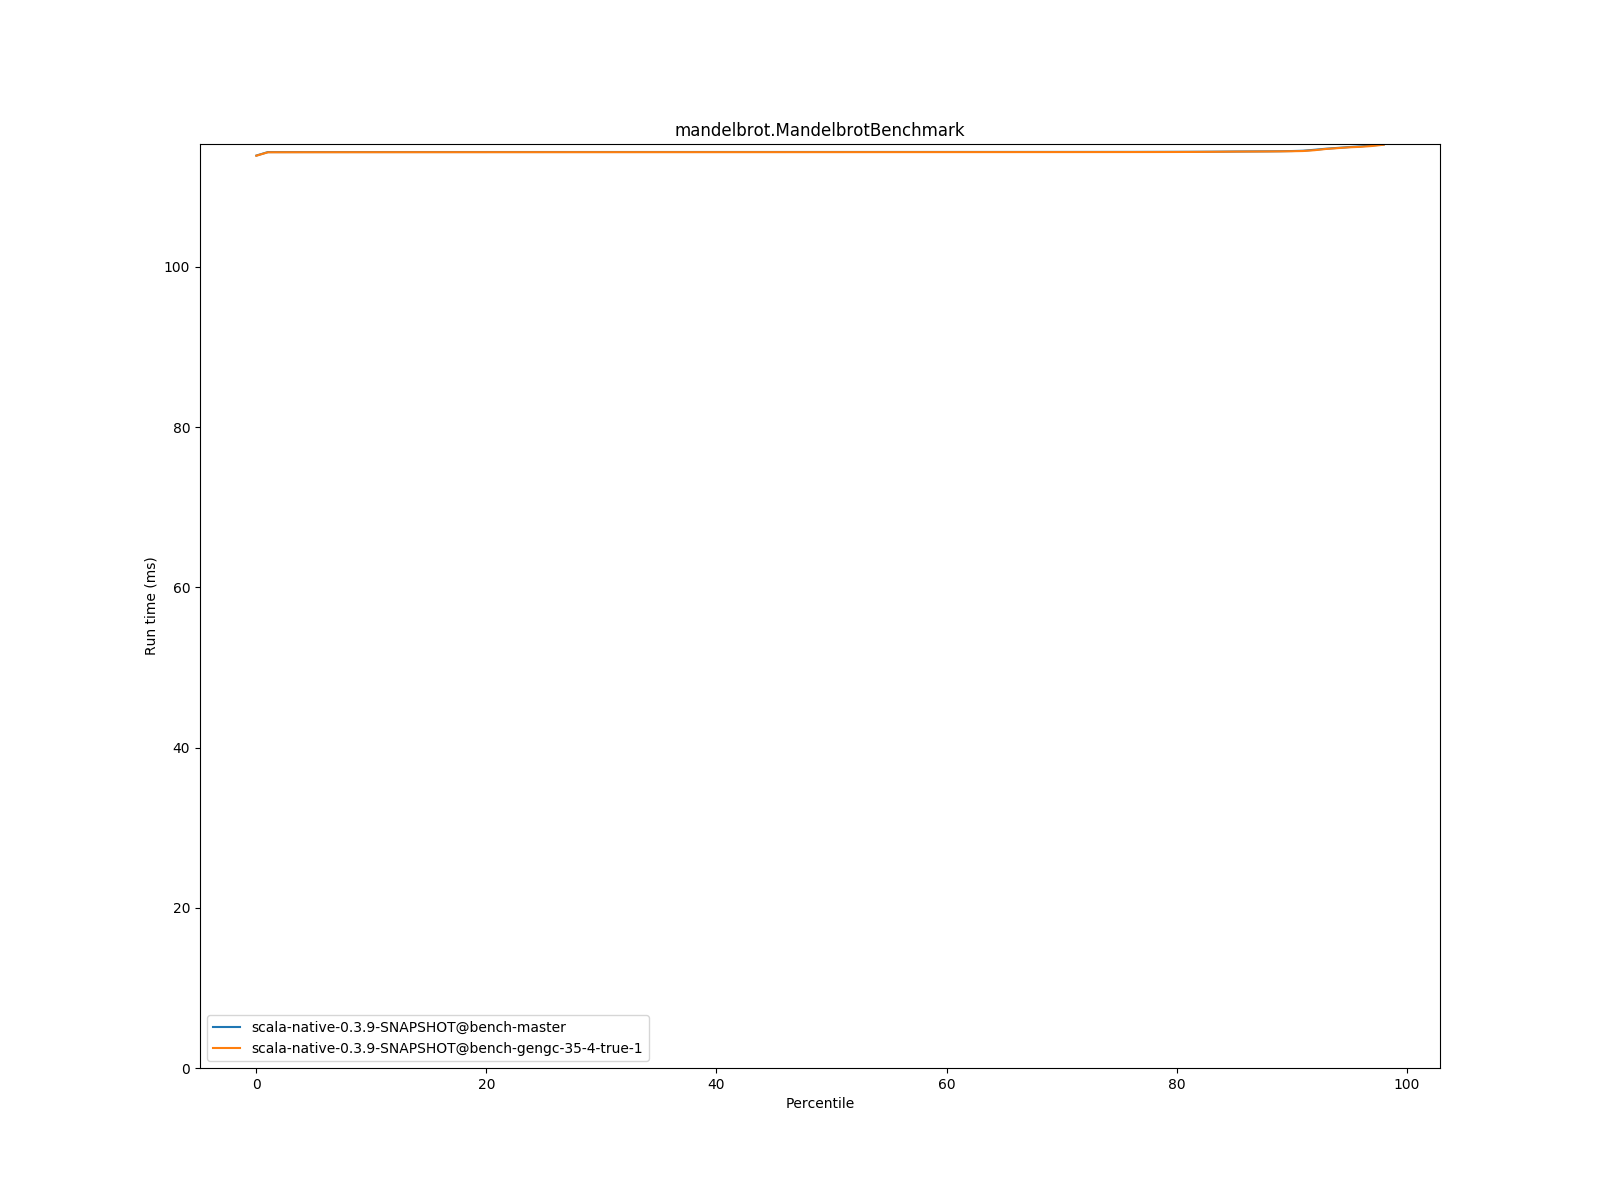 mandelbrot.MandelbrotBenchmark
100
80
60
40
20
0
Run time (ms)
scala-native-0.3.9-SNAPSHOT@bench-master
scala-native-0.3.9-SNAPSHOT@bench-gengc-35-4-true-1
0 20 40 60 80 100
Percentile